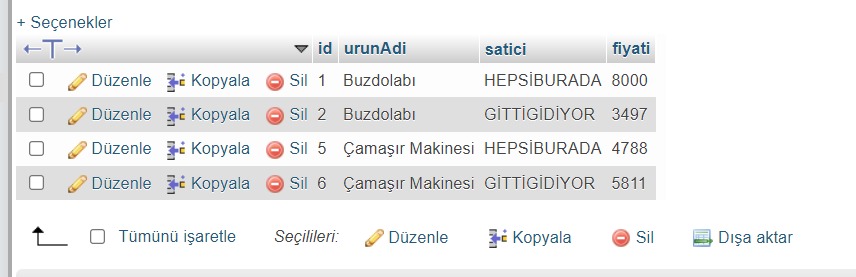 + Seçenekler
id urunAdi satici fiyati
Düzenle Kopyala Sil 1 Buzdolabı HEPSİBURADA 8000
Düzenle Kopyala Sil 2 Buzdolabı GİTTİGİDİYOR 3497
Düzenle Kopyala Sil 5 Çamaşır Makinesi HEPSİBURADA 4788
Düzenle Kopyala Sil 6 Çamaşır Makinesi GİTTİGİDİYOR 5811
Tümünü işaretle Seçilileri: Düzenle Kopyala Sil Dışa aktar